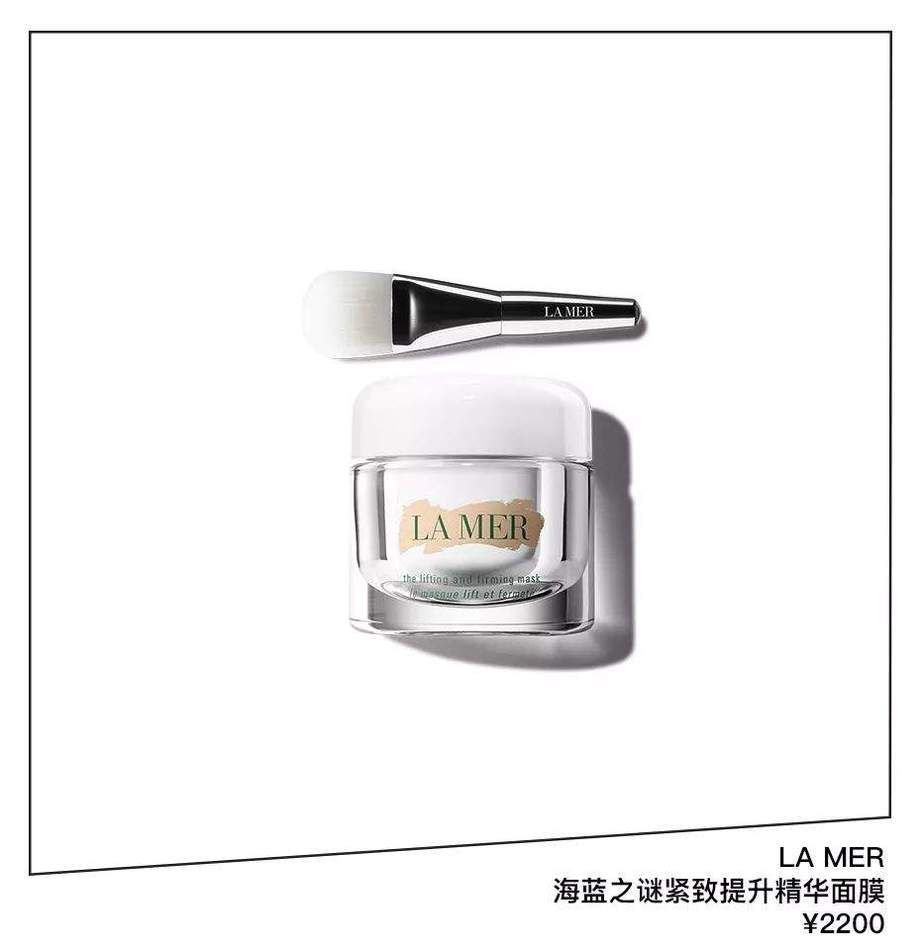 LA MER
LA MER
the lifting and firming mask
le masque lift et fermeté
LA MER
海蓝之谜紧致提升精华面膜
¥2200